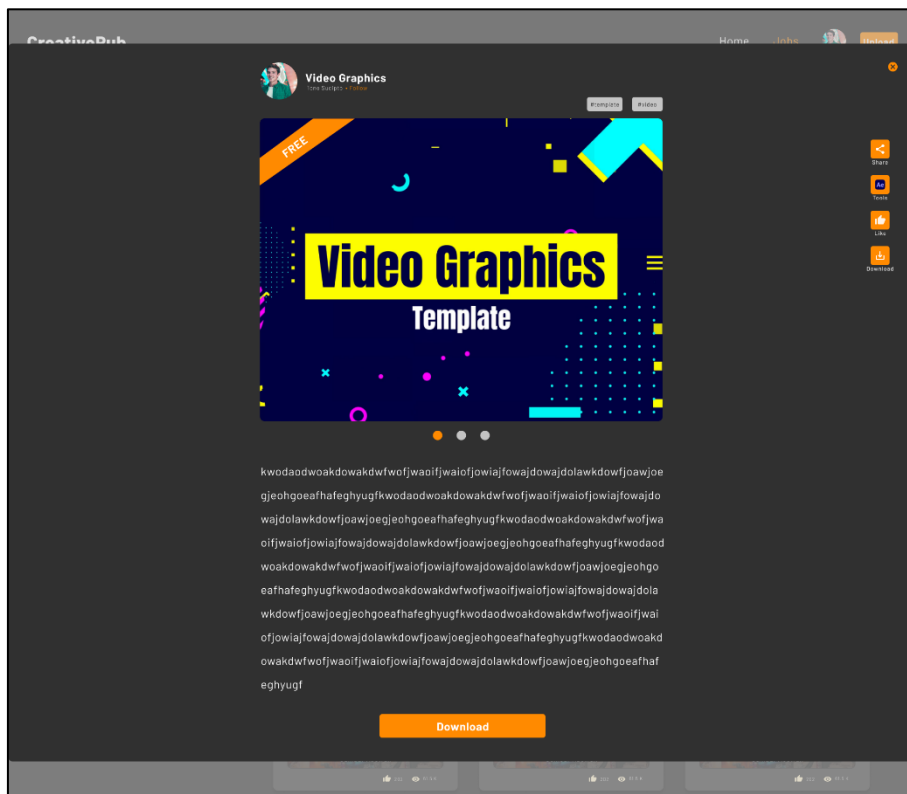 CreativeHub
Home Jobs Upload
Video Graphics
• Follow
#template #video
FREE
Video Graphics
Template
Share
Ae
Tools
Like
Download
kwodaodwoakdowakdwfwofjwaoifjwaiofjowiajfowajdowajdolawkdowfjoawjoe
gjeohgoeafhafeghyugfkwodaodwoakdowakdwfwofjwaoifjwaiofjowiajfowajdo
wajdolawkdowfjoawjoegjeohgoeafhafeghyugfkwodaodwoakdowakdwfwofjwa
oifjwaiofjowiajfowajdowajdolawkdowfjoawjoegjeohgoeafhafeghyugfkwodaod
woakdowakdwfwofjwaoifjwaiofjowiajfowajdowajdolawkdowfjoawjoegjeohgo
eafhafeghyugfkwodaodwoakdowakdwfwofjwaoifjwaiofjowiajfowajdowajdola
wkdowfjoawjoegjeohgoeafhafeghyugfkwodaodwoakdowakdwfwofjwaoifjwai
ofjowiajfowajdowajdolawkdowfjoawjoegjeohgoeafhafeghyugfkwodaodwoakd
owakdwfwofjwaoifjwaiofjowiajfowajdowajdolawkdowfjoawjoegjeohgoeafhaf
eghyugf
Download